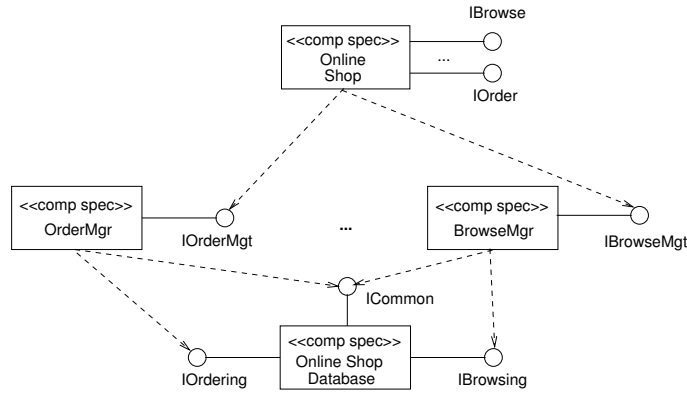 IBrowse
<<comp spec>>
Online
Shop
...
IOrder
<<comp spec>>
OrderMgr
IOrderMgt
...
<<comp spec>>
BrowseMgr
IBrowseMgt
ICommon
<<comp spec>>
Online Shop
Database
IOrdering
IBrowsing